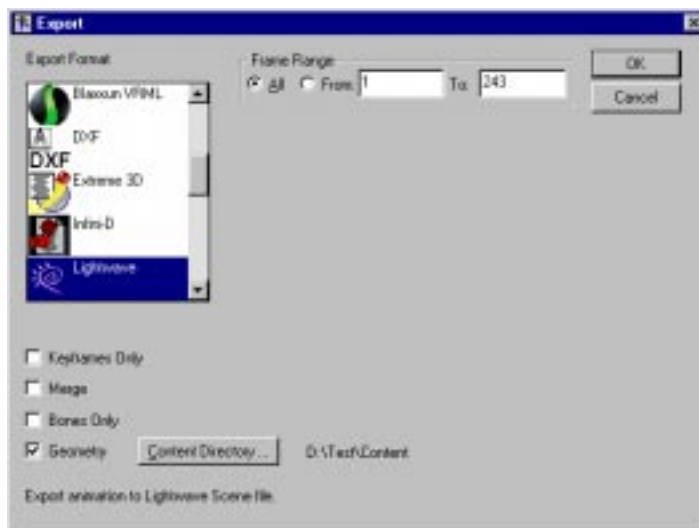 Export
Export Format
Frame Range
All From: 1 To: 243
OK
Cancel
Blaxxun VRML
A DXF
DXF
Extreme 3D
Infini-D
Lightwave
Keyframes Only
Merge
Bones Only
Geometry Content Directory ... D:\Test\Content
Export animation to Lightwave Scene file.